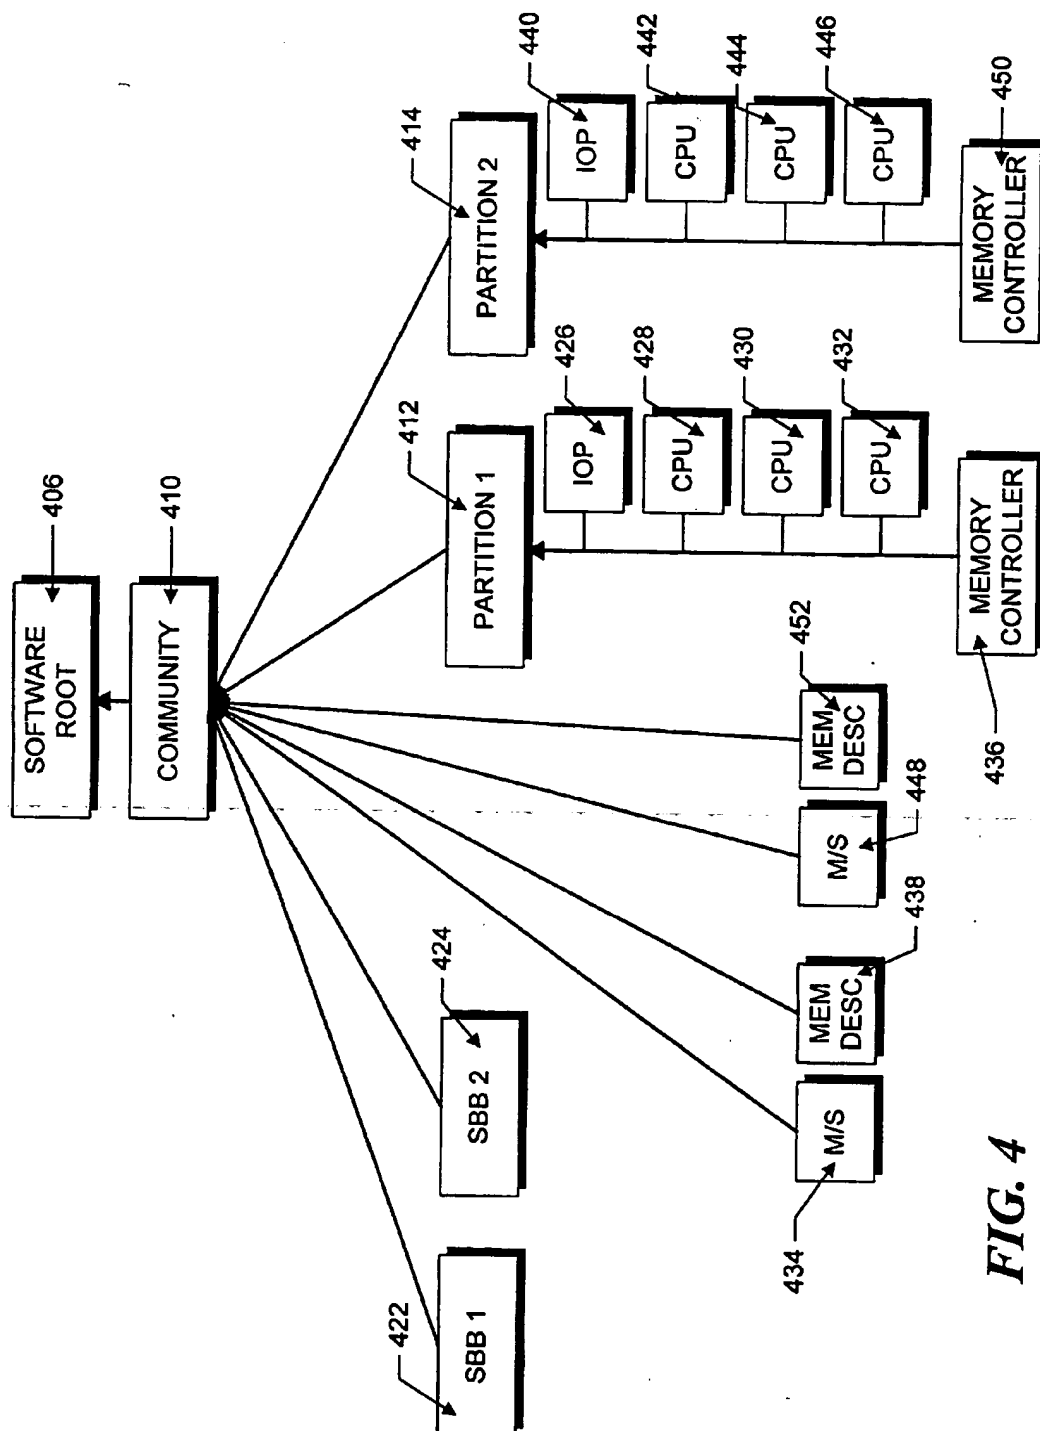 SOFTWARE
ROOT
406
COMMUNITY
410
SBB 1
422
SBB 2
424
PARTITION 1
412
PARTITION 2
414
M/S
434
MEM
DESC
438
M/S
448
MEM
DESC
452
IOP
426
CPU
428
CPU
430
CPU
432
MEMORY
CONTROLLER
436
IOP
440
CPU
442
CPU
444
CPU
446
MEMORY
CONTROLLER
450
FIG. 4